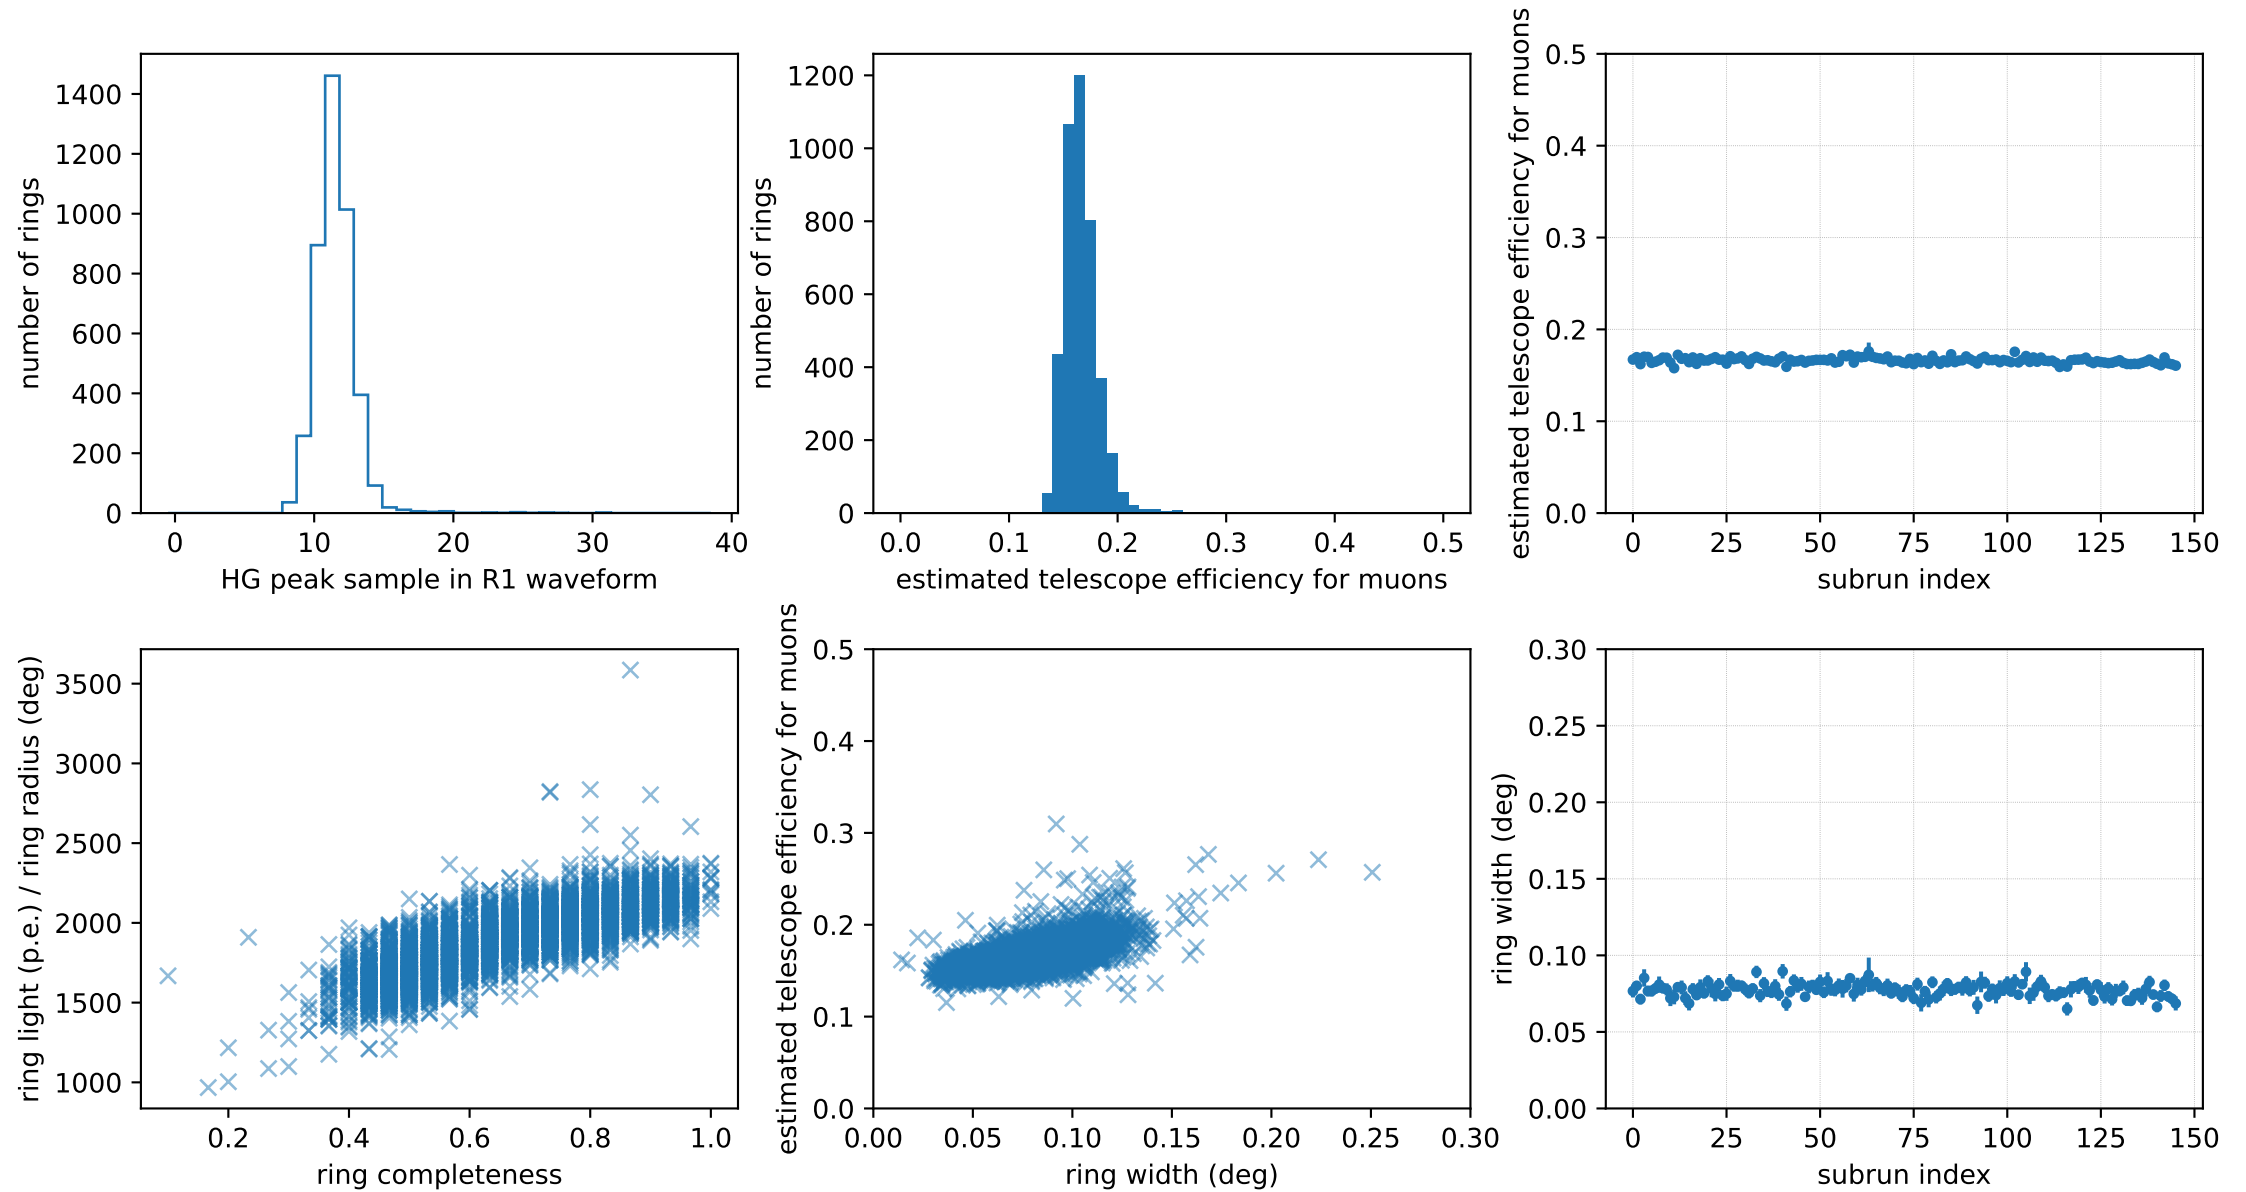 number of rings
1400
1200
1000
800
600
400
200
0
0 10 20 30 40
HG peak sample in R1 waveform
number of rings
1200
1000
800
600
400
200
0
0.0 0.1 0.2 0.3 0.4 0.5
estimated telescope efficiency for muons
estimated telescope efficiency for muons
0.5
0.4
0.3
0.2
0.1
0.0
0 25 50 75 100 125 150
subrun index
ring light (p.e.) / ring radius (deg)
3500
3000
2500
2000
1500
1000
0.2 0.4 0.6 0.8 1.0
ring completeness
estimated telescope efficiency for muons
0.5
0.4
0.3
0.2
0.1
0.0
0.00 0.05 0.10 0.15 0.20 0.25 0.30
ring width (deg)
ring width (deg)
0.30
0.25
0.20
0.15
0.10
0.05
0.00
0 25 50 75 100 125 150
subrun index